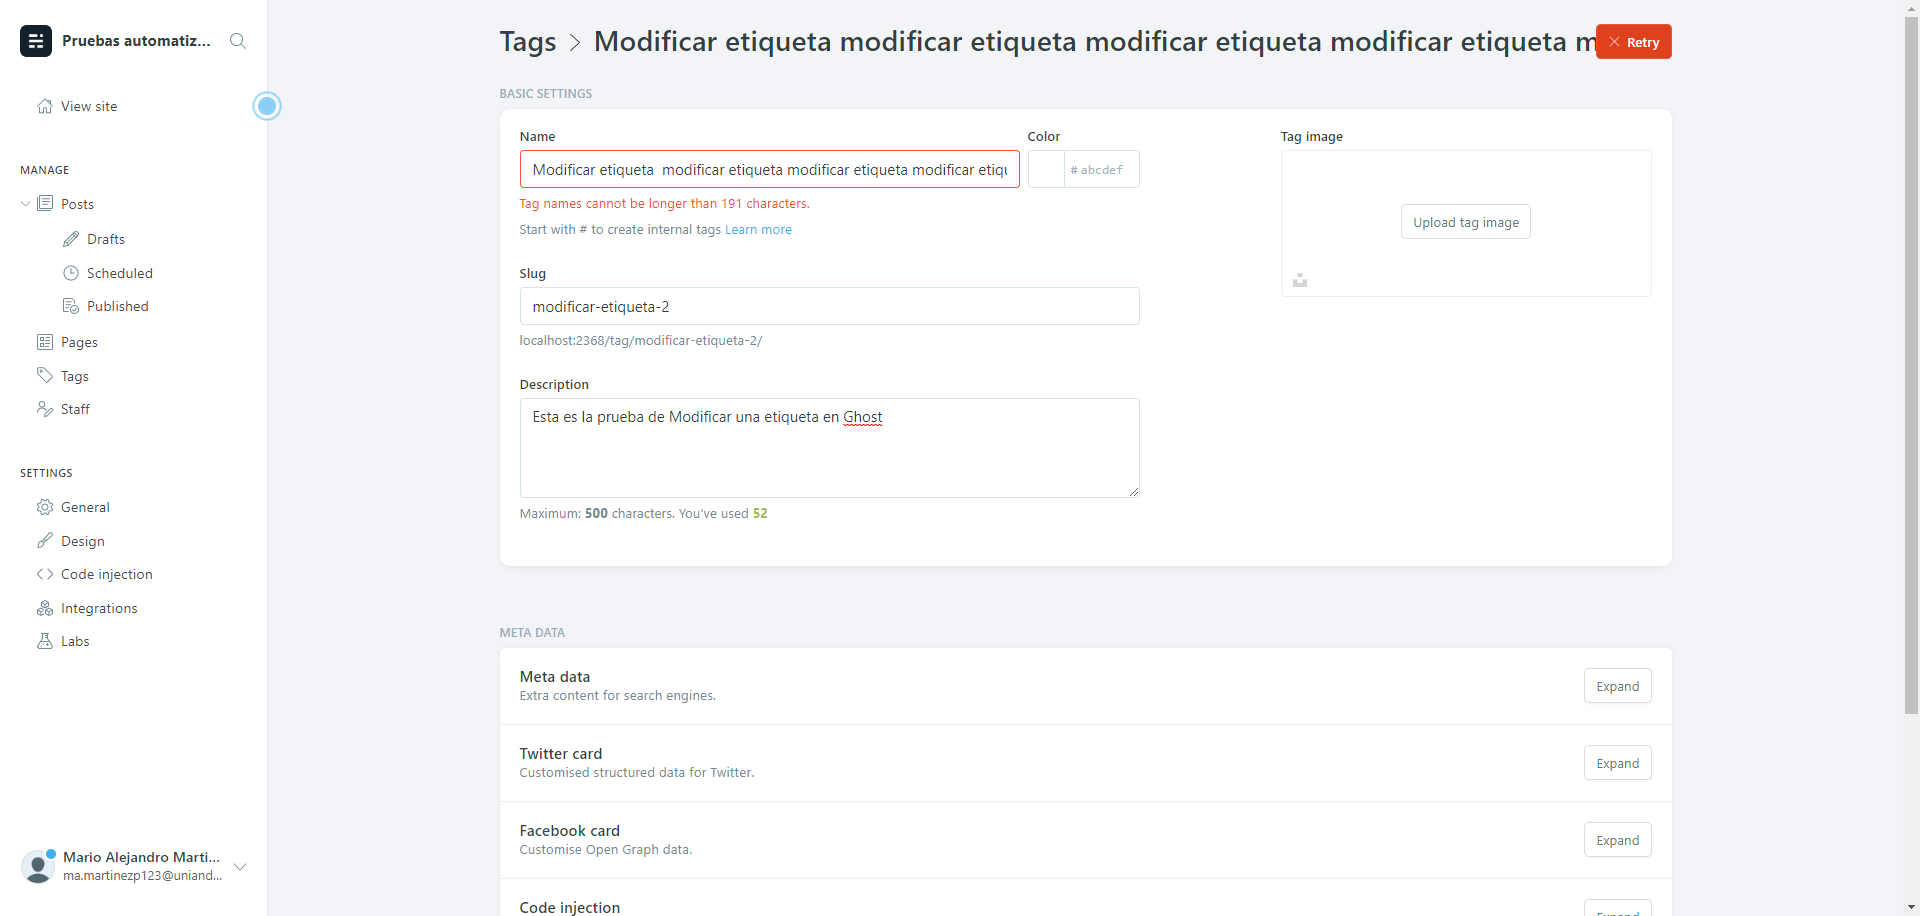 Pruebas automatiz...
View site
MANAGE
Posts
Drafts
Scheduled
Published
Pages
Tags
Staff
SETTINGS
General
Design
Code injection
Integrations
Labs
Mario Alejandro Marti...
ma.martinezp123@uniand...
Tags > Modificar etiqueta modificar etiqueta modificar etiqueta modificar etiqueta m
Retry
BASIC SETTINGS
Name
Modificar etiqueta  modificar etiqueta modificar etiqueta modificar etiqu
Tag names cannot be longer than 191 characters.
Start with # to create internal tags Learn more
Color
# abcdef
Tag image
Upload tag image
Slug
modificar-etiqueta-2
localhost:2368/tag/modificar-etiqueta-2/
Description
Esta es la prueba de Modificar una etiqueta en Ghost
Maximum: 500 characters. You've used 52
META DATA
Meta data
Extra content for search engines.
Expand
Twitter card
Customised structured data for Twitter.
Expand
Facebook card
Customise Open Graph data.
Expand
Code injection
Expand